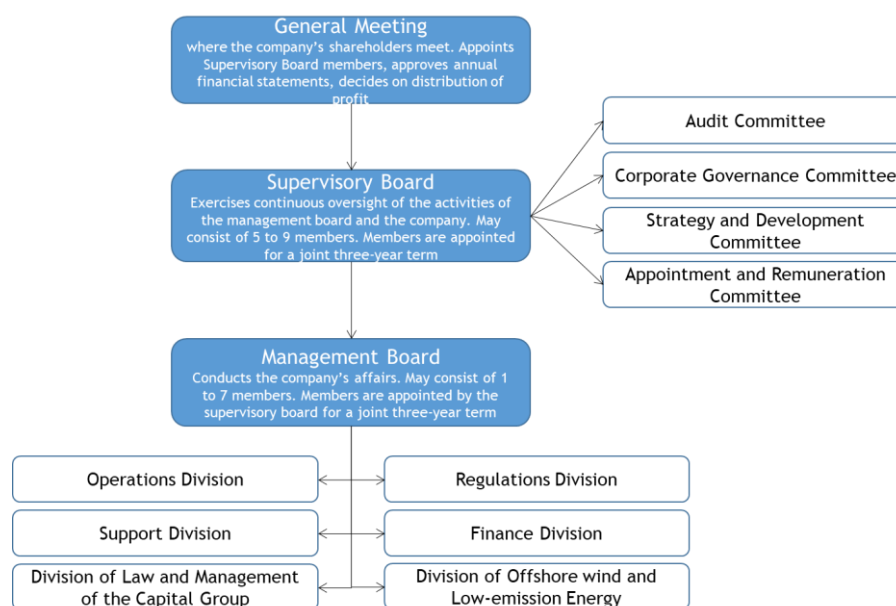 General Meeting
where the company's shareholders meet. Appoints
Supervisory Board members, approves annual
financial statements, decides on distribution of
profit
Audit Committee
Corporate Governance Committee
Strategy and Development
Committee
Appointment and Remuneration
Committee
Supervisory Board
Exercises continuous oversight of the activities of
the management board and the company. May
consist of 5 to 9 members. Members are appointed
for a joint three-year term
Management Board
Conducts the company's affairs. May consist of 1
to 7 members. Members are appointed by the
supervisory board for a joint three-year term
Operations Division
Regulations Division
Support Division
Finance Division
Division of Law and Management
of the Capital Group
Division of Offshore wind and
Low-emission Energy